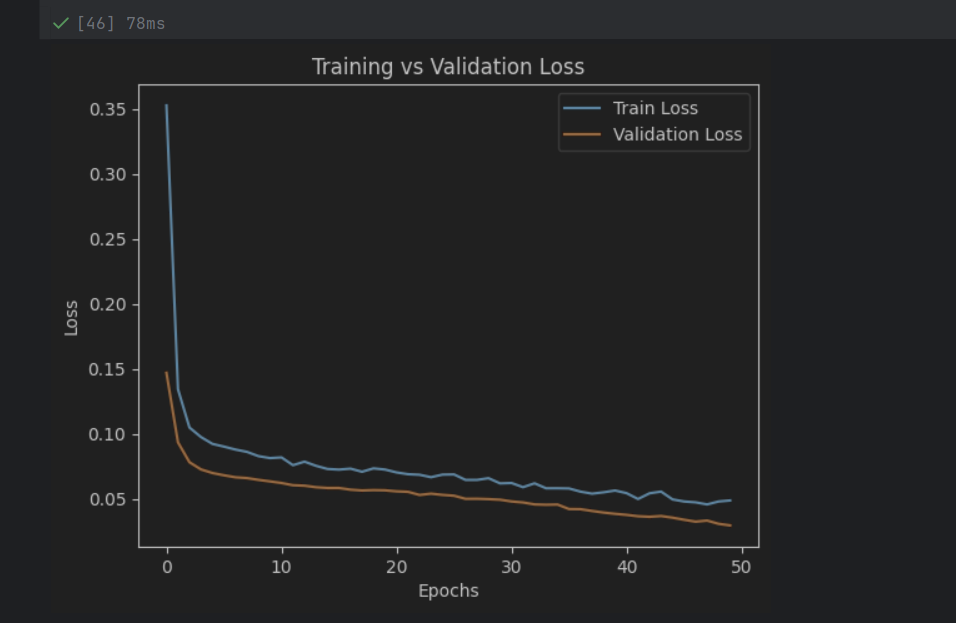 [46] 78ms
Training vs Validation Loss
Train Loss
Validation Loss
0.35
0.30
0.25
0.20
0.15
0.10
0.05
Loss
0 10 20 30 40 50
Epochs